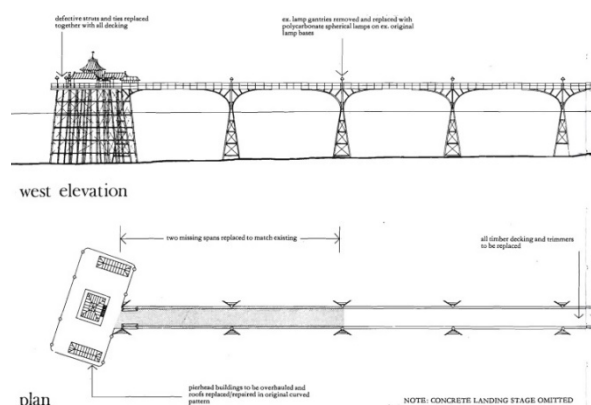 defective struts and ties replaced
together with all decking
ex. lamp gantries removed and replaced with
polycarbonate spherical lamps on ex. original
lamp bases
west elevation
two missing spans replaced to match existing
all timber decking and trimmers
to be replaced
pierhead buildings to be overhauled and
roofs replaced/repaired in original curved
pattern
plan
NOTE: CONCRETE LANDING STAGE OMITTED